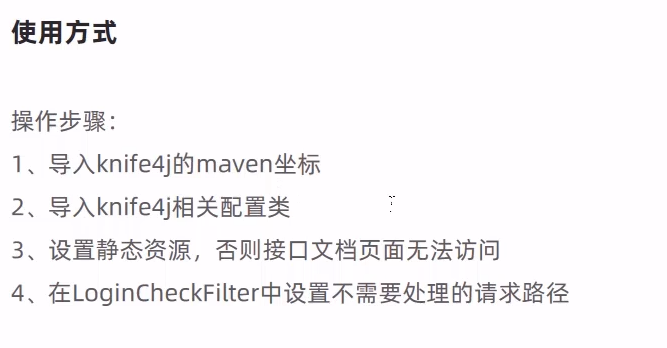 使用方式
操作步骤：
1、导入knife4j的maven坐标
2、导入knife4j相关配置类
3、设置静态资源，否则接口文档页面无法访问
4、在LoginCheckFilter中设置不需要处理的请求路径